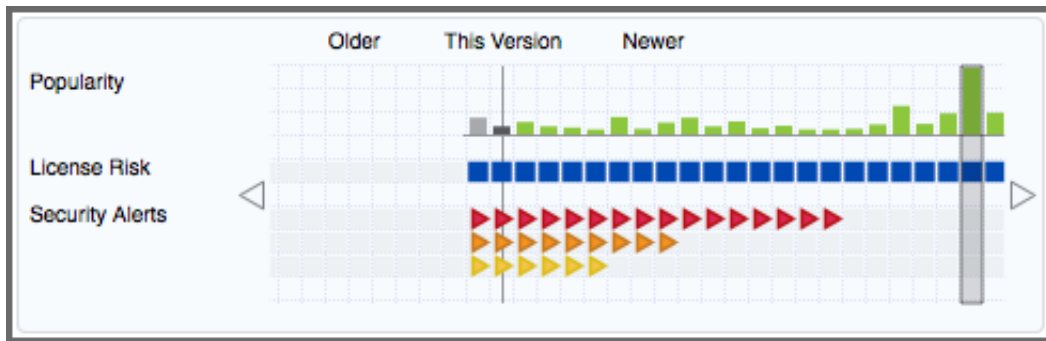 Older This Version Newer
Popularity
License Risk
Security Alerts